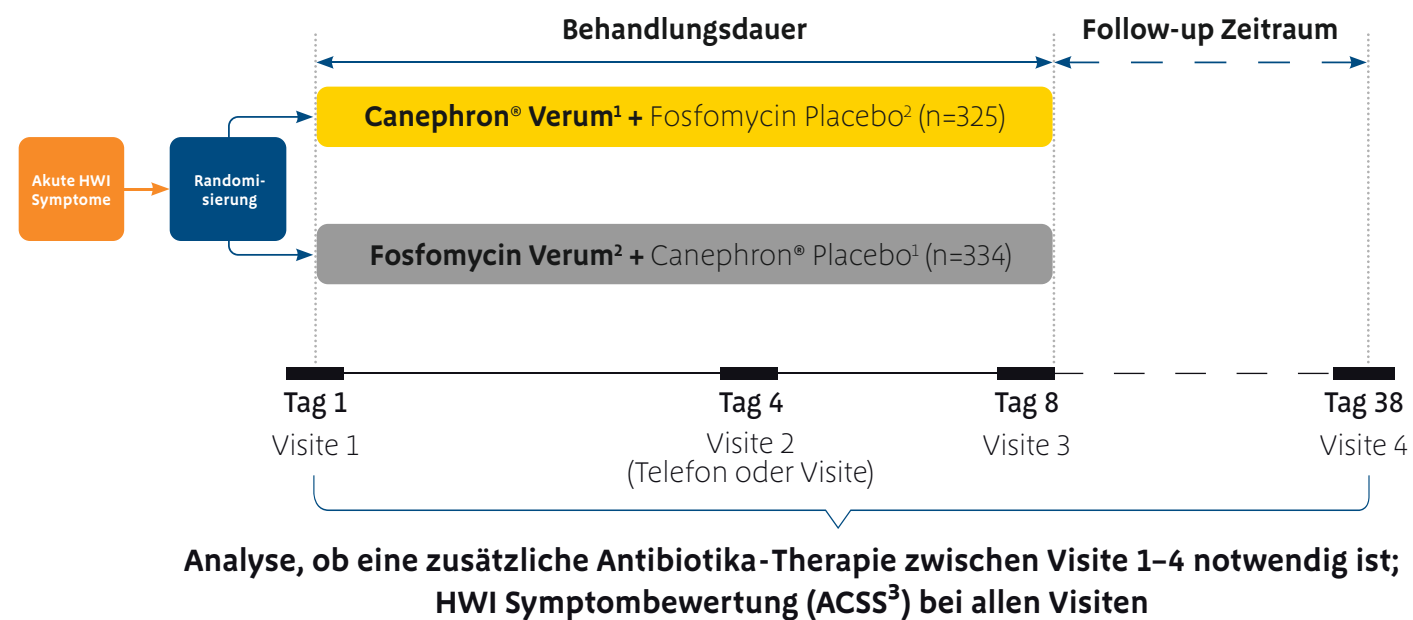 Behandlungsdauer
Follow-up Zeitraum
Canephron® Verum¹ + Fosfomycin Placebo² (n=325)
Akute HWI
Symptome
Randomi-
sierung
Fosfomycin Verum² + Canephron® Placebo¹ (n=334)
Tag 1
Visite 1
Tag 4
Visite 2
(Telefon oder Visite)
Tag 8
Visite 3
Tag 38
Visite 4
Analyse, ob eine zusätzliche Antibiotika-Therapie zwischen Visite 1–4 notwendig ist;
HWI Symptombewertung (ACSS³) bei allen Visiten